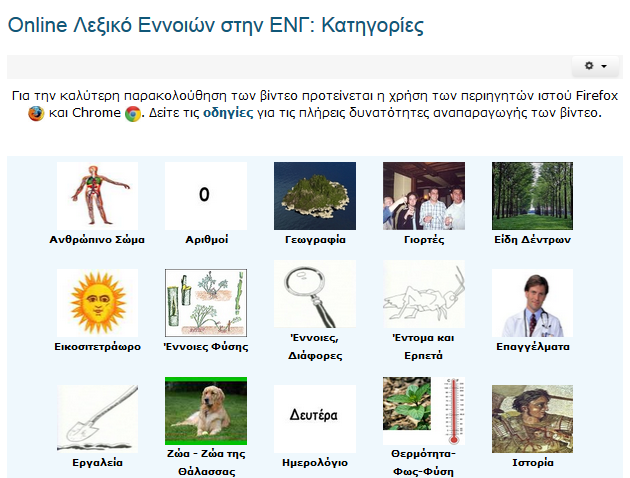 Online Λεξικό Εννοιών στην ΕΝΓ: Κατηγορίες
Για την καλύτερη παρακολούθηση των βίντεο προτείνεται η χρήση των περιηγητών ιστού Firefox
και Chrome . Δείτε τις οδηγίες για τις πλήρεις δυνατότητες αναπαραγωγής των βίντεο.
0
Ανθρώπινο Σώμα
Αριθμοί
Γεωγραφία
Γιορτές
Είδη Δέντρων
Εικοσιτετράωρο
Έννοιες Φύσης
Έννοιες,
Διάφορες
Έντομα και
Ερπετά
Επαγγέλματα
Δευτέρα
Εργαλεία
Ζώα - Ζώα της
Θάλασσας
Ημερολόγιο
Θερμότητα-
Φως-Φύση
Ιστορία